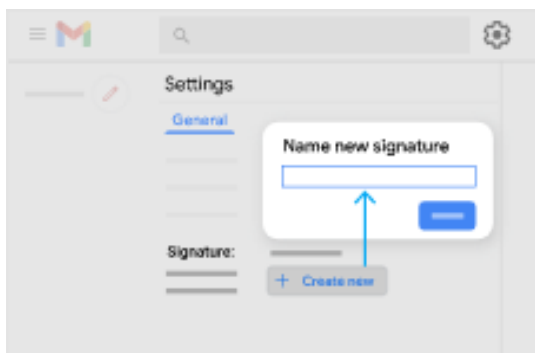 Settings
General
Name new signature
Signature:
+ Create new